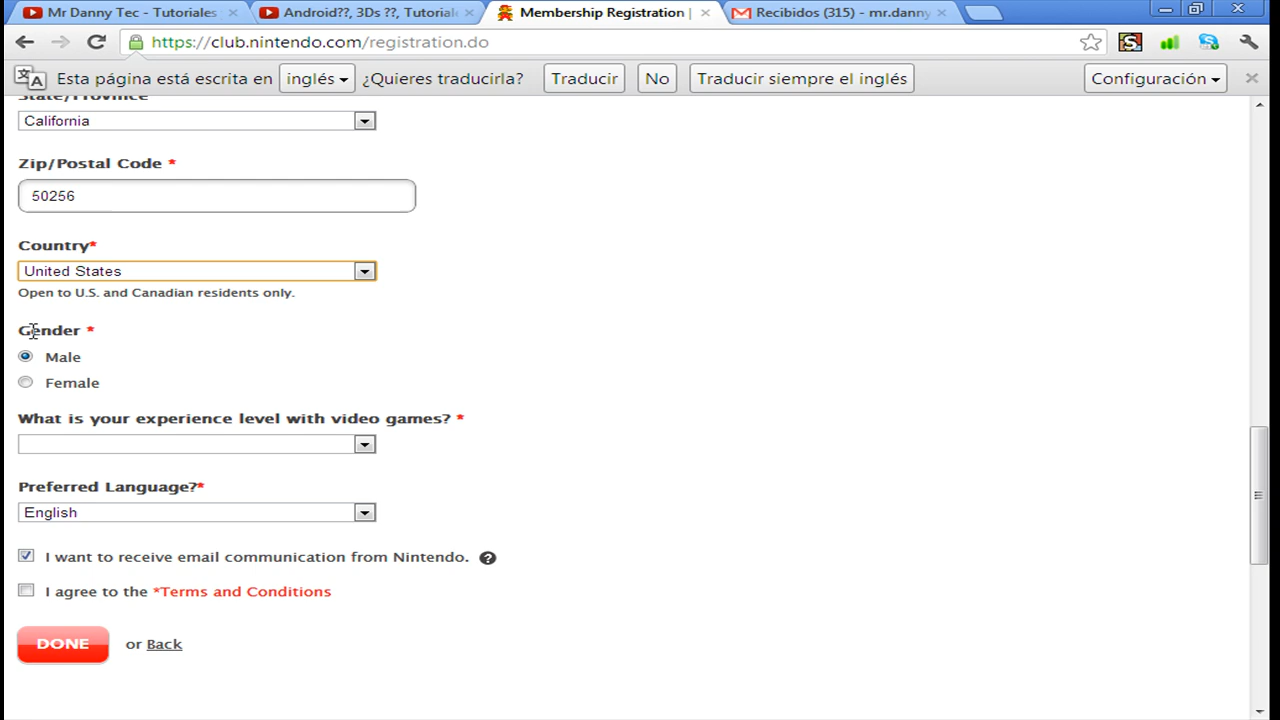 Mr Danny Tec - Tutoriales
Android??, 3Ds ??, Tutorial
Membership Registration |
Recibidos (315) - mr.danny
https://club.nintendo.com/registration.do
Esta página está escrita en inglés ¿Quieres traducirla? Traducir No Traducir siempre el inglés Configuración
State/Province
California
Zip/Postal Code *
50256
Country*
United States
Open to U.S. and Canadian residents only.
Gender *
Male
Female
What is your experience level with video games? *
Preferred Language?*
English
I want to receive email communication from Nintendo. ?
I agree to the *Terms and Conditions
DONE or Back